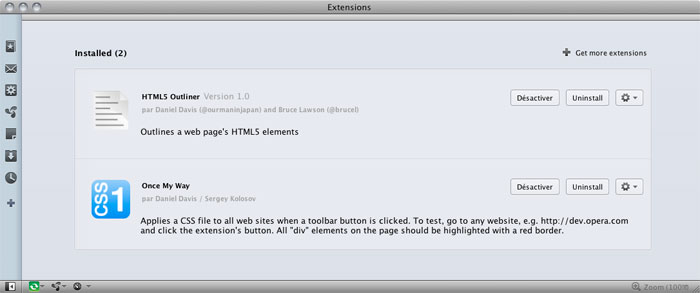 Extensions
Installed (2)
Get more extensions
HTML5 Outliner Version 1.0
par Daniel Davis (@ourmaninjapan) and Bruce Lawson (@brucel)
Désactiver
Uninstall
Outlines a web page's HTML5 elements
CSS
1
Once My Way
par Daniel Davis / Sergey Kolosov
Désactiver
Uninstall
Applies a CSS file to all web sites when a toolbar button is clicked. To test, go to any website, e.g. http://dev.opera.com
and click the extension's button. All "div" elements on the page should be highlighted with a red border.
Zoom (100%)